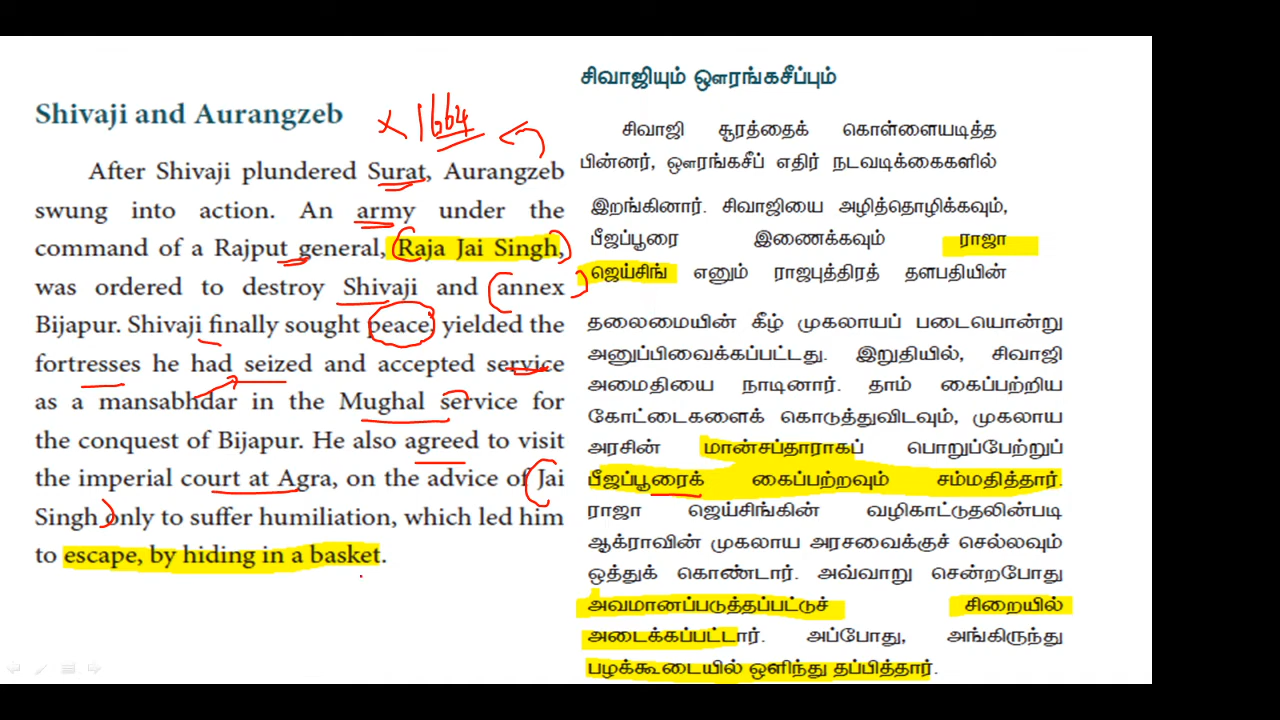 Shivaji and Aurangzeb
x 1664
After Shivaji plundered Surat, Aurangzeb
swung into action. An army under the
command of a Rajput general, Raja Jai Singh,
was ordered to destroy Shivaji and annex
Bijapur. Shivaji finally sought peace, yielded the
fortresses he had seized and accepted service
as a mansabhdar in the Mughal service for
the conquest of Bijapur. He also agreed to visit
the imperial court at Agra, on the advice of Jai
Singh only to suffer humiliation, which led him
to escape, by hiding in a basket.
சிவாஜியும் ஔரங்கசீப்பும்
சிவாஜி சூரத்தைக் கொள்ளையடித்த
பின்னர், ஔரங்கசீப் எதிர் நடவடிக்கைகளில்
இறங்கினார். சிவாஜியை அழித்தொழிக்கவும்,
பீஜப்பூரை இணைக்கவும் ராஜா
ஜெய்சிங் எனும் ராஜபுத்திரத் தளபதியின்
தலைமையின் கீழ் முகலாயப் படையொன்று
அனுப்பிவைக்கப்பட்டது. இறுதியில், சிவாஜி
அமைதியை நாடினார். தாம் கைப்பற்றிய
கோட்டைகளைக் கொடுத்துவிடவும், முகலாய
அரசின் மான்சப்தாராகப் பொறுப்பேற்றுப்
பீஜப்பூரைக் கைப்பற்றவும் சம்மதித்தார்.
ராஜா ஜெய்சிங்கின் வழிகாட்டுதலின்படி
ஆக்ராவின் முகலாய அரசவைக்குச் செல்லவும்
ஒத்துக் கொண்டார். அவ்வாறு சென்றபோது
அவமானப்படுத்தப்பட்டுச் சிறையில்
அடைக்கப்பட்டார். அப்போது, அங்கிருந்து
பழக்கூடையில் ஒளிந்து தப்பித்தார்.